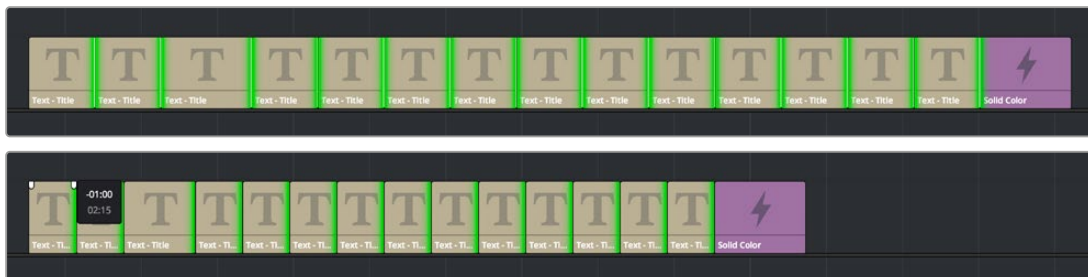 Text - Title Text - Title Text - Title Text - Title Text - Title Text - Title Text - Title Text - Title Text - Title Text - Title Text - Title Text - Title Text - Title Text - Title Solid Color
-01:00
02:15
Text - Ti... Text - Ti... Text - Title Text - Ti... Text - Ti... Text - Ti... Text - Ti... Text - Ti... Text - Ti... Text - Ti... Text - Ti... Text - Ti... Text - Ti... Text - Ti... Solid Color